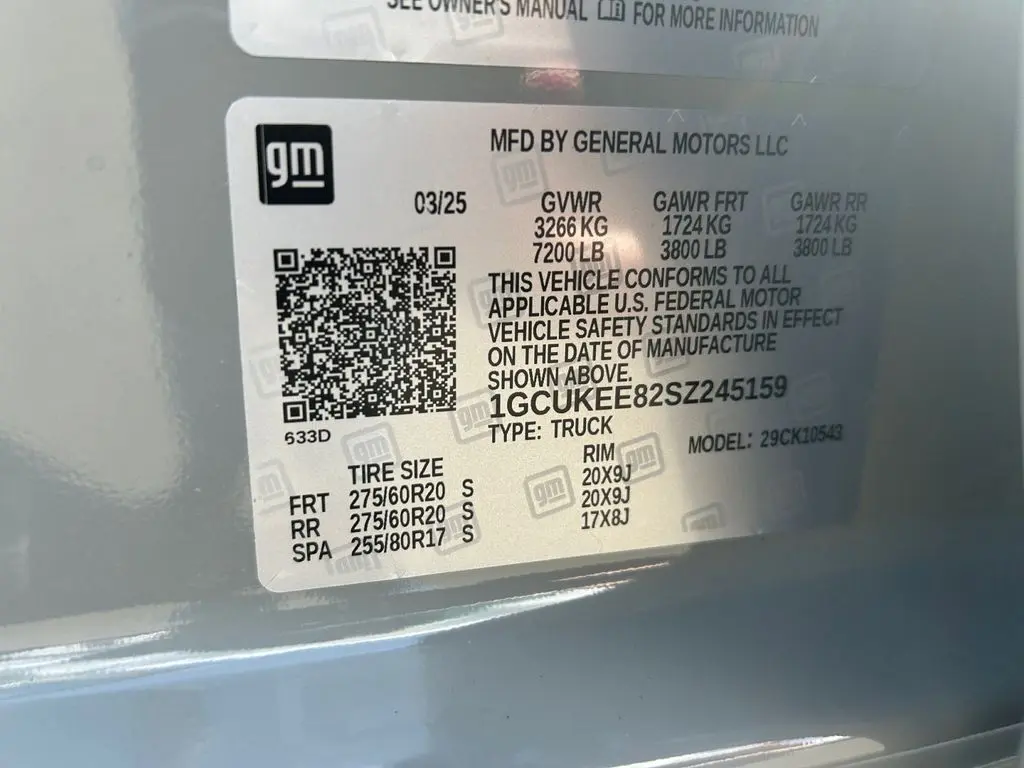 SEE OWNER'S MANUAL FOR MORE INFORMATION
gm
MFD BY GENERAL MOTORS LLC
03/25
GVWR GAWR FRT GAWR RR
3266 KG 1724 KG 1724 KG
7200 LB 3800 LB 3800 LB
THIS VEHICLE CONFORMS TO ALL
APPLICABLE U.S. FEDERAL MOTOR
VEHICLE SAFETY STANDARDS IN EFFECT
ON THE DATE OF MANUFACTURE
SHOWN ABOVE.
1GCUKEE82SZ245159
TYPE: TRUCK MODEL: 29CK10543
633D
TIRE SIZE RIM
FRT 275/60R20 S 20X9J
RR 275/60R20 S 20X9J
SPA 255/80R17 S 17X8J